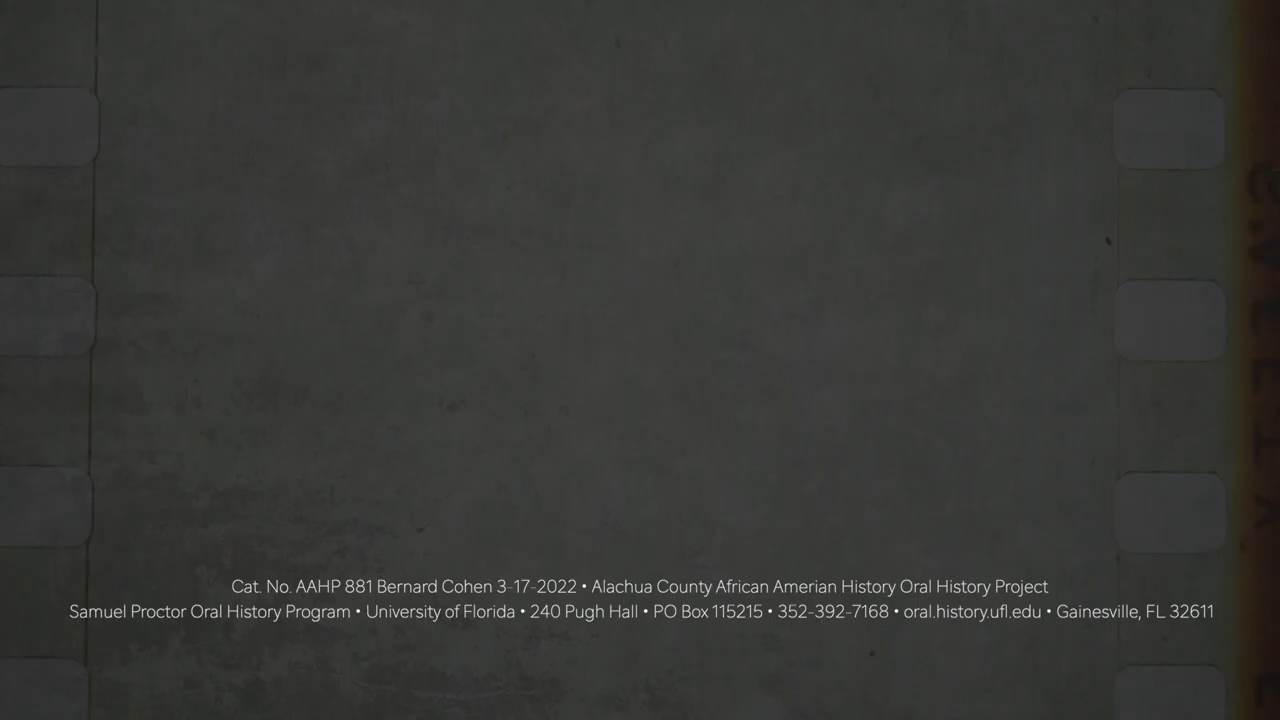 Cat. No. AAHP 881 Bernard Cohen 3-17-2022 • Alachua County African Amerian History Oral History Project
Samuel Proctor Oral History Program • University of Florida • 240 Pugh Hall • PO Box 115215 • 352-392-7168 • oral.history.ufl.edu • Gainesville, FL 32611